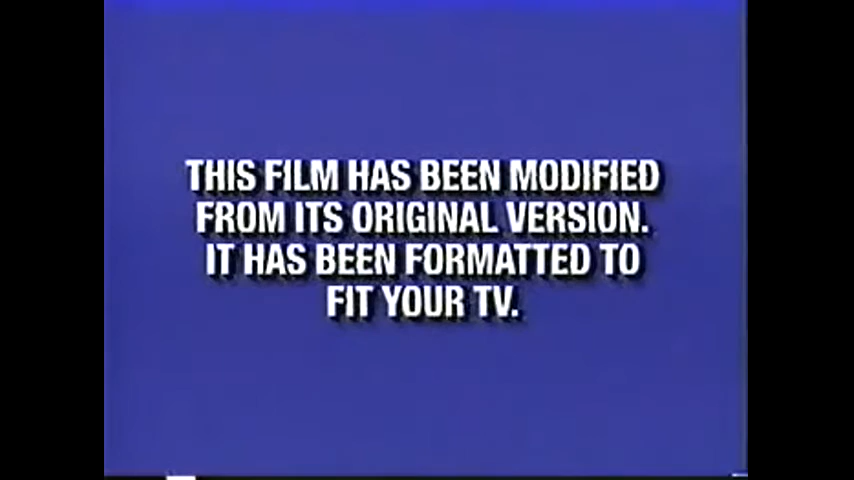 THIS FILM HAS BEEN MODIFIED
FROM ITS ORIGINAL VERSION.
IT HAS BEEN FORMATTED TO
FIT YOUR TV.